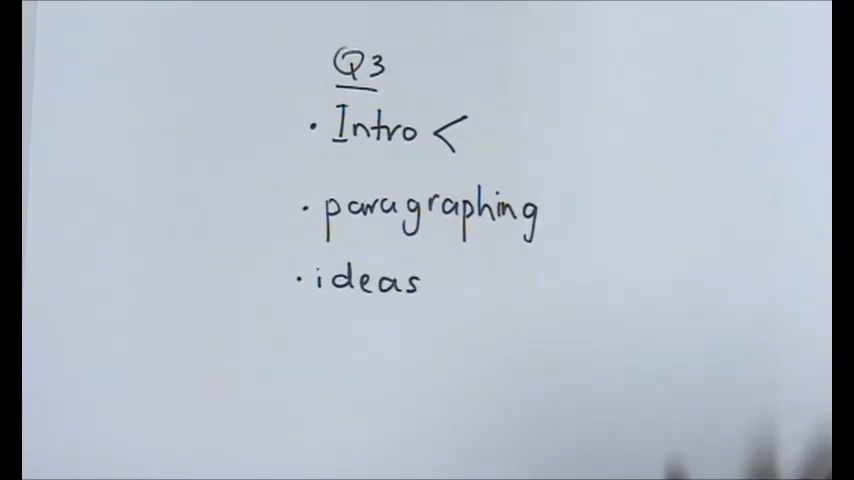 Q3
· Intro <
· paragraphing
· ideas